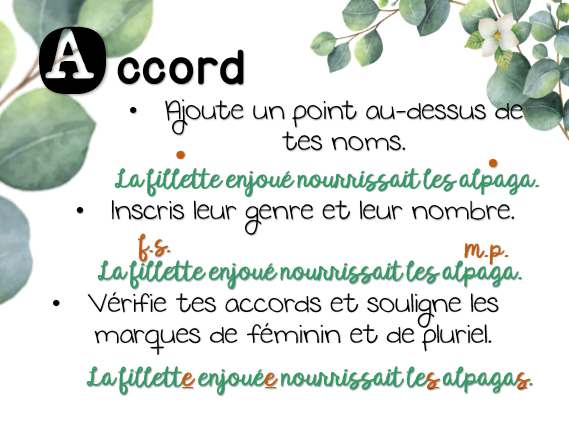 Accord
• Ajoute un point au-dessus de
tes noms.
La fillette enjoué nourrissait les alpaga.
• Inscris leur genre et leur nombre.
f.s. m.p.
La fillette enjoué nourrissait les alpaga.
• Vérifie tes accords et souligne les
marques de féminin et de pluriel.
La fillette enjouée nourrissait les alpagas.